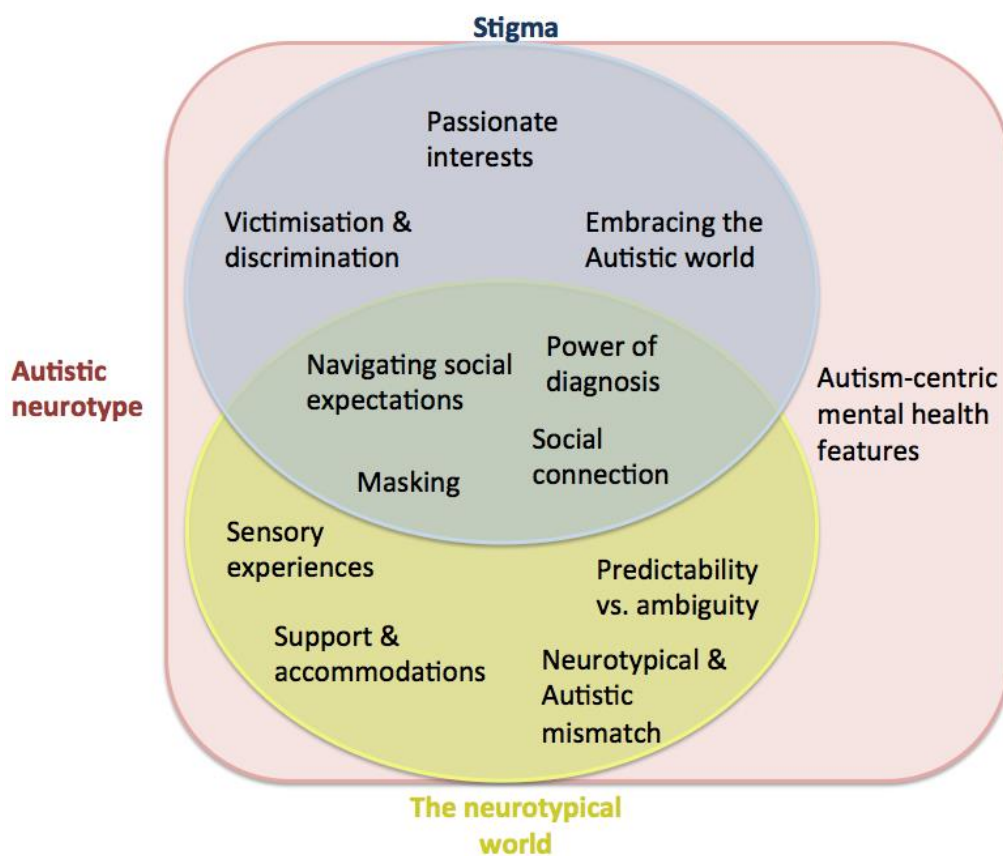 Stigma
Passionate
interests
Victimisation &
discrimination
Embracing the
Autistic world
Autistic
neurotype
Navigating social
expectations
Power of
diagnosis
Autism-centric
mental health
features
Masking
Social
connection
Sensory
experiences
Predictability
vs. ambiguity
Support &
accommodations
Neurotypical &
Autistic
mismatch
The neurotypical
world